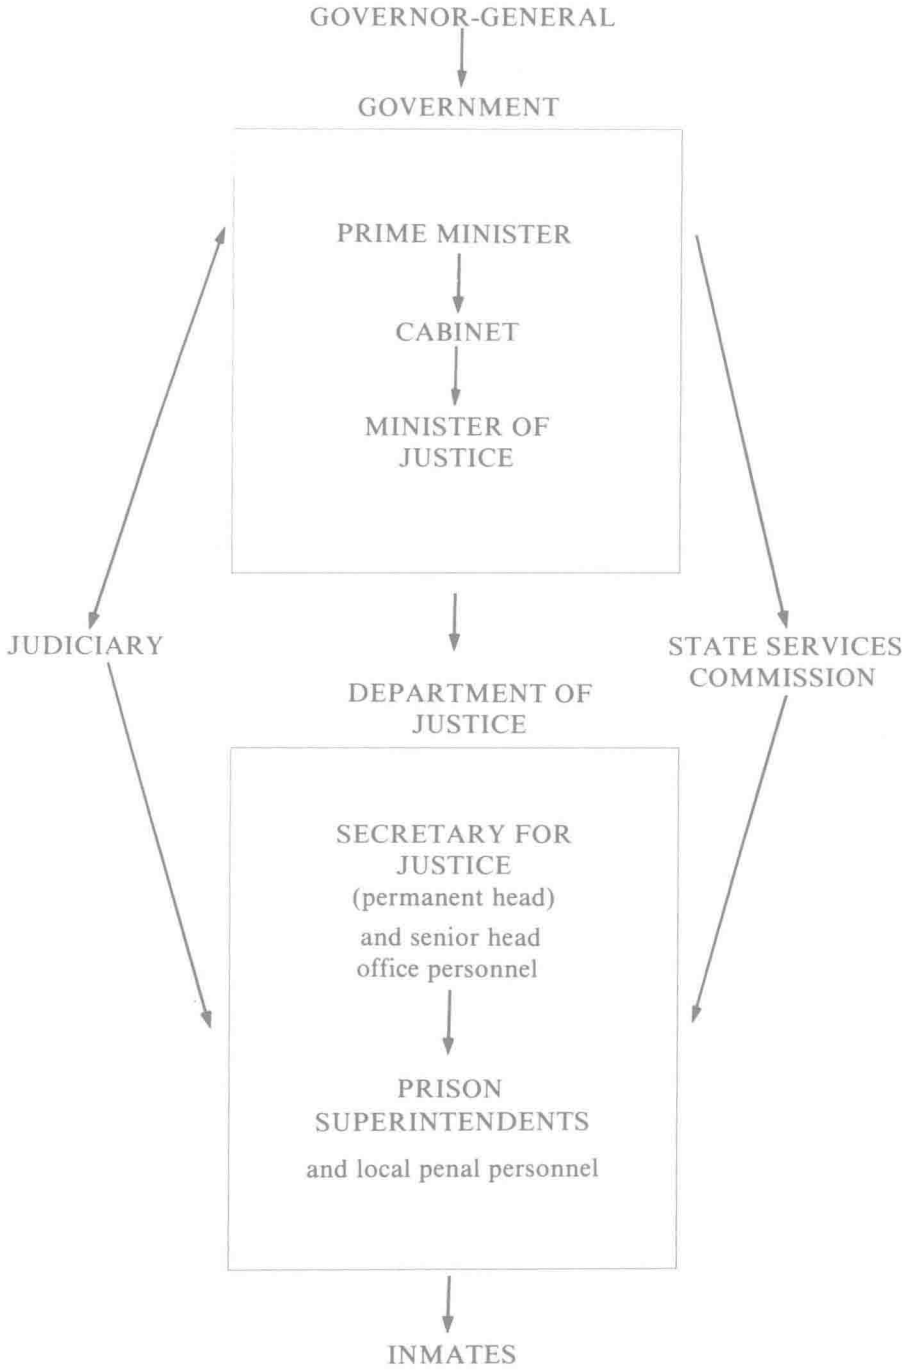 GOVERNOR-GENERAL
GOVERNMENT
PRIME MINISTER
CABINET
MINISTER OF
JUSTICE
JUDICIARY
STATE SERVICES
COMMISSION
DEPARTMENT OF
JUSTICE
SECRETARY FOR
JUSTICE
(permanent head)
and senior head
office personnel
PRISON
SUPERINTENDENTS
and local penal personnel
INMATES